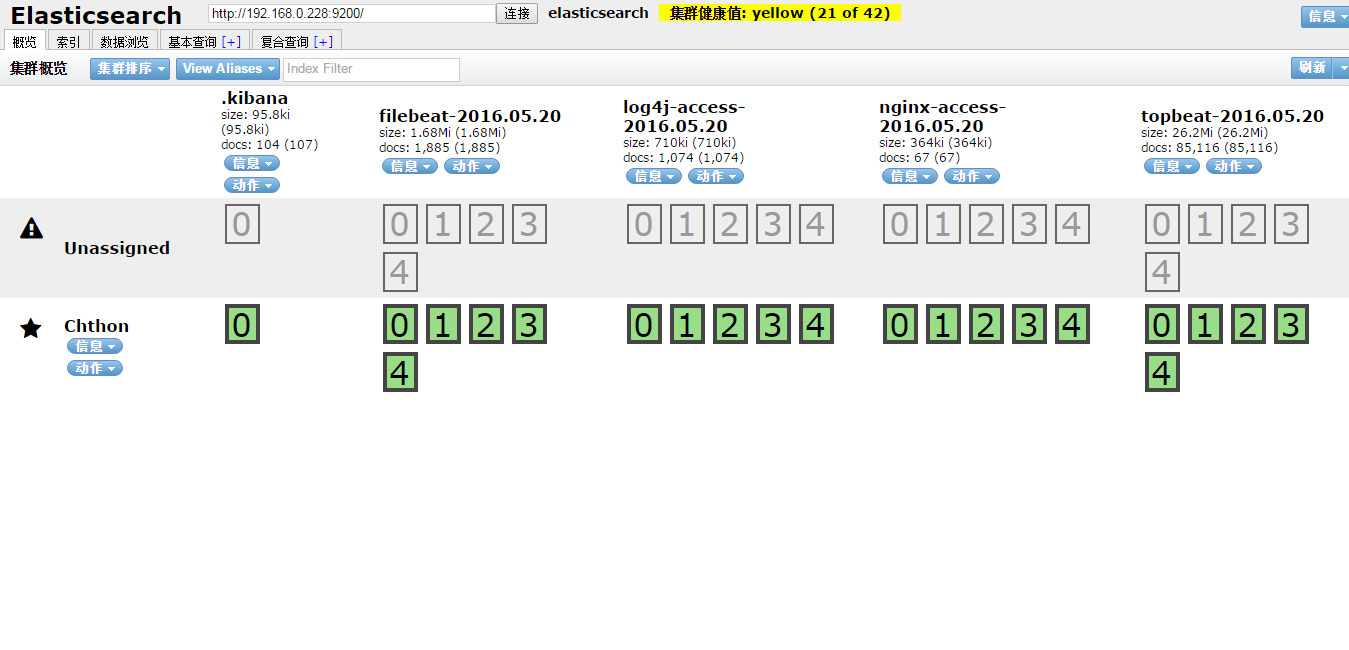 Elasticsearch http://192.168.0.228:9200/ 连接 elasticsearch 集群健康值: yellow (21 of 42) 信息
概览 索引 数据浏览 基本查询 [+] 复合查询 [+]
集群概览 集群排序 View Aliases Index Filter 刷新
.kibana
size: 95.8ki
(95.8ki)
docs: 104 (107)
信息
动作
filebeat-2016.05.20
size: 1.68Mi (1.68Mi)
docs: 1,885 (1,885)
信息 动作
log4j-access-
2016.05.20
size: 710ki (710ki)
docs: 1,074 (1,074)
信息 动作
nginx-access-
2016.05.20
size: 364ki (364ki)
docs: 67 (67)
信息 动作
topbeat-2016.05.20
size: 26.2Mi (26.2Mi)
docs: 85,116 (85,116)
信息 动作
Unassigned
0
0 1 2 3
4
0 1 2 3 4
0 1 2 3 4
0 1 2 3
4
Chthon
信息
动作
0
0 1 2 3
4
0 1 2 3 4
0 1 2 3 4
0 1 2 3
4